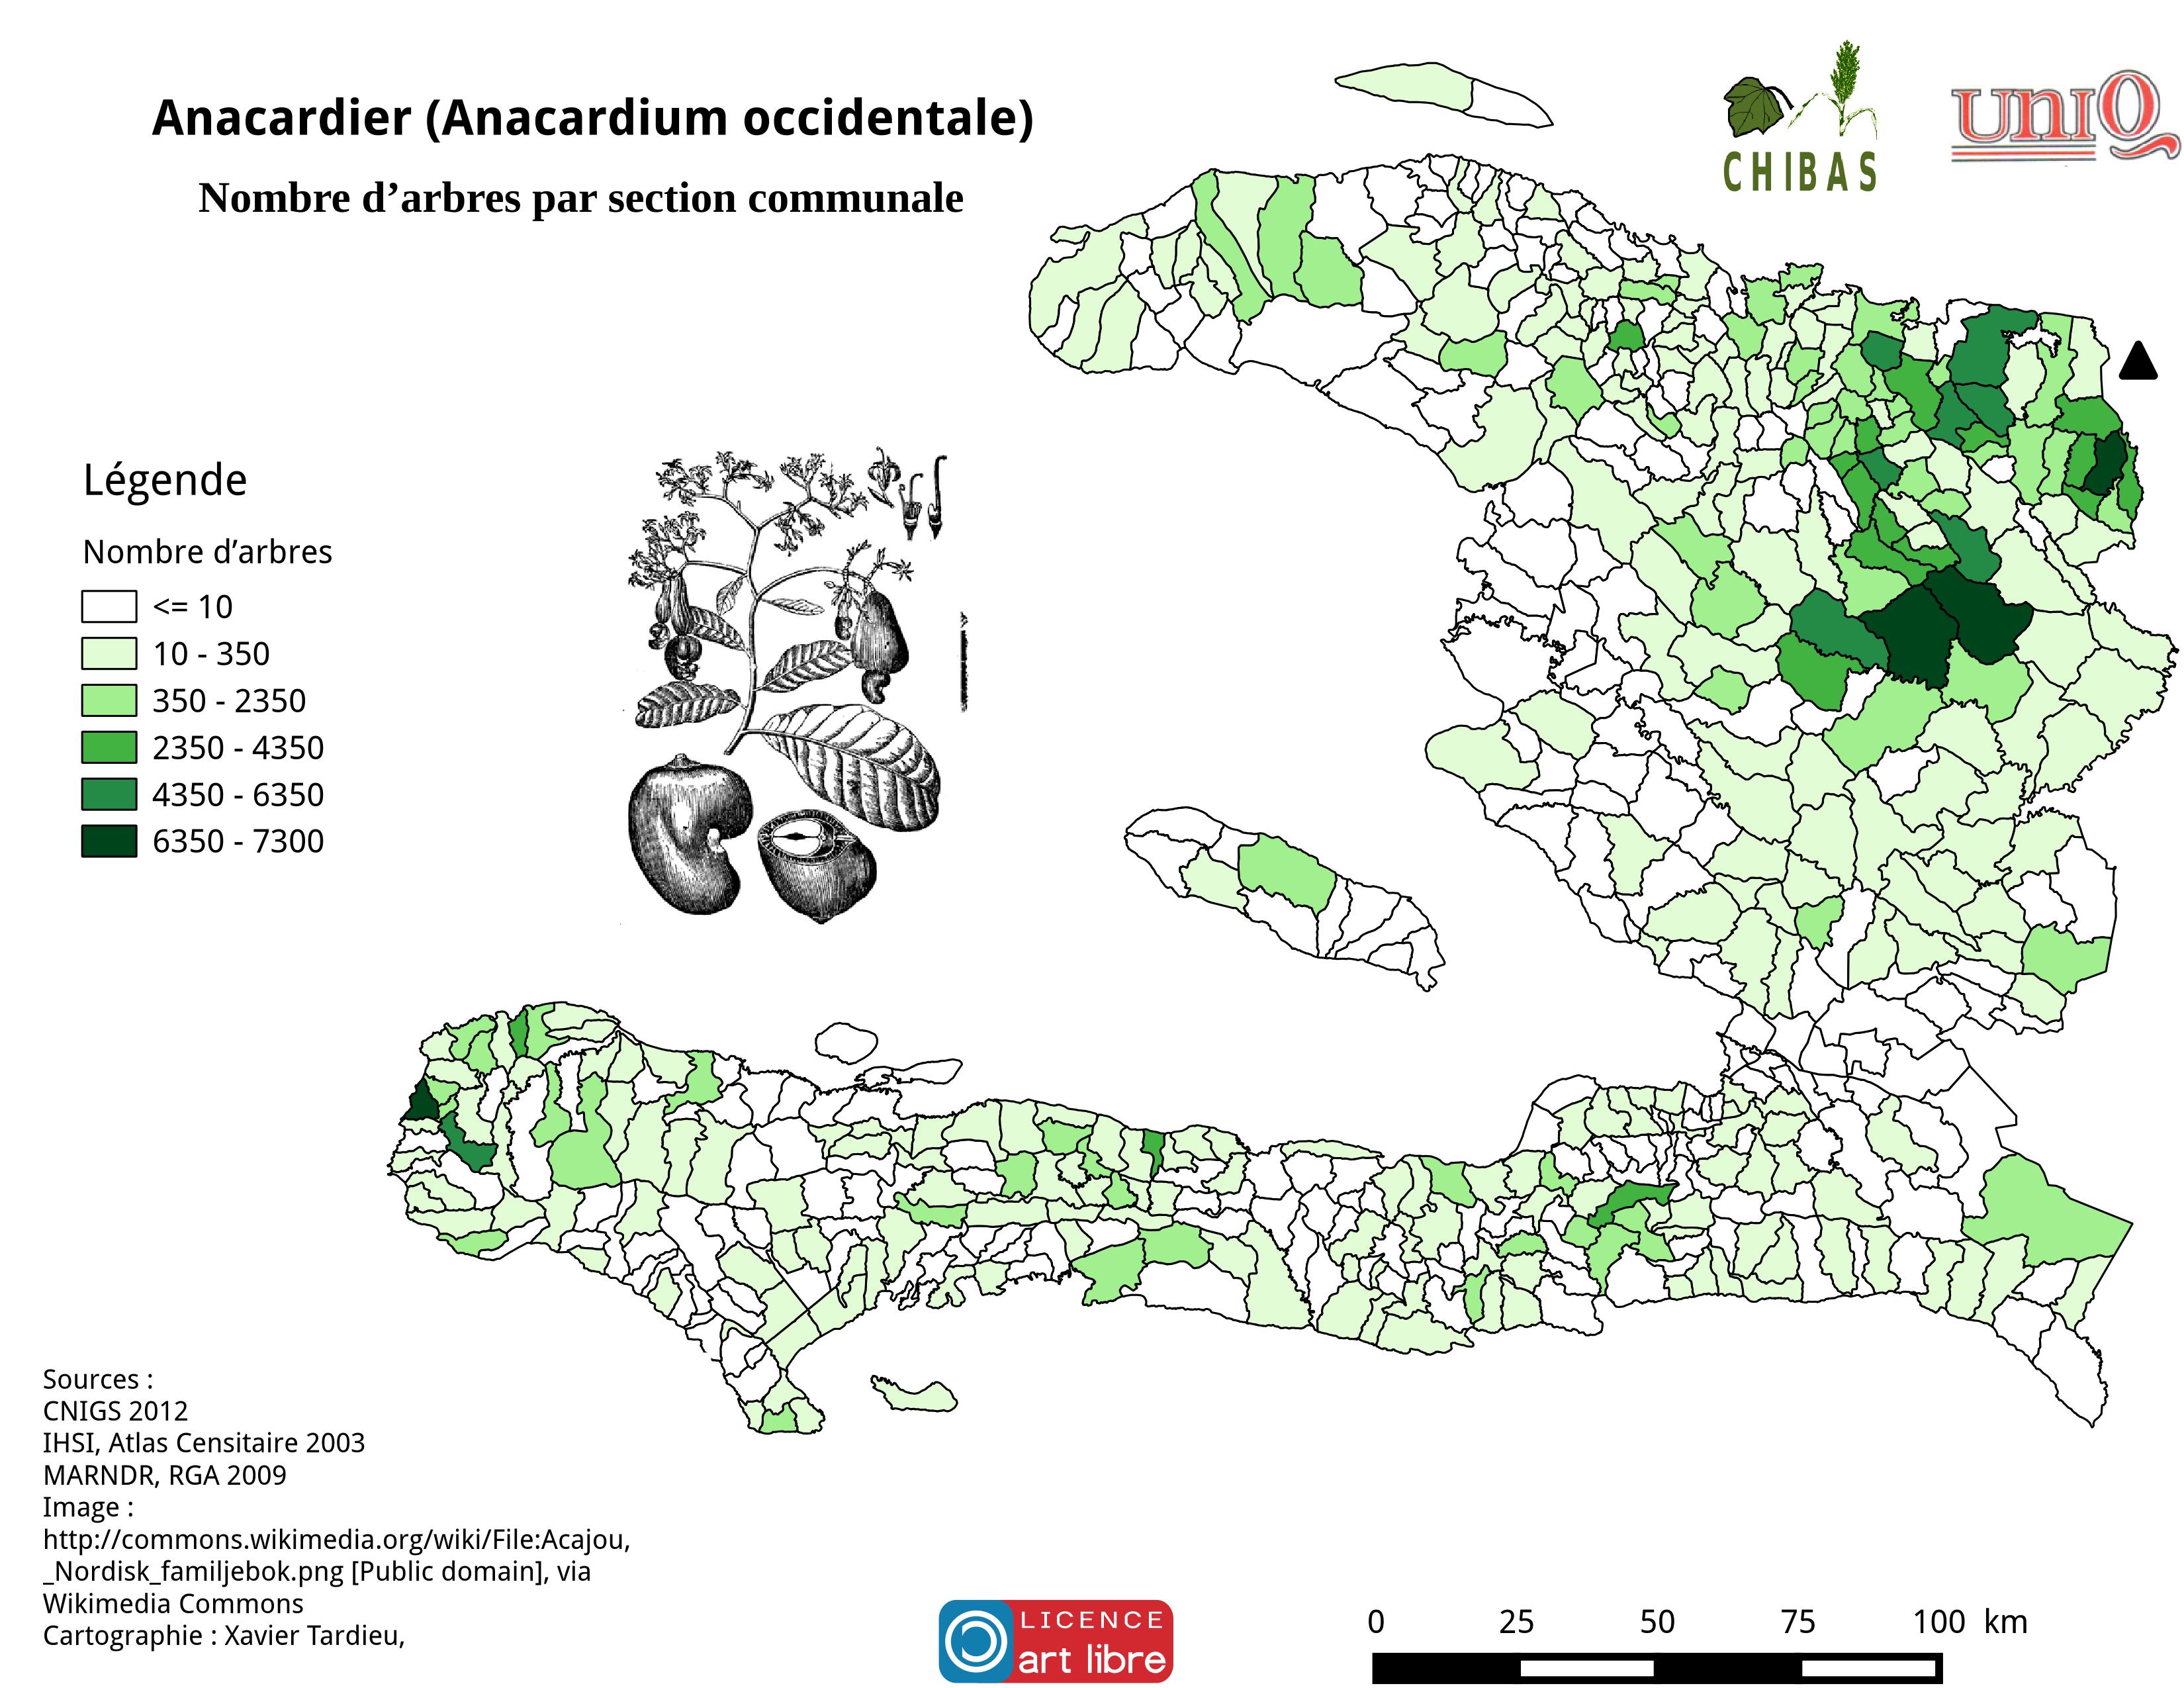 Anacardier (Anacardium occidentale)
Nombre d’arbres par section communale
CHIBAS
UNIQ
Légende
Nombre d’arbres
<= 10
10 - 350
350 - 2350
2350 - 4350
4350 - 6350
6350 - 7300
Sources :
CNIGS 2012
IHSI, Atlas Censitaire 2003
MARNDR, RGA 2009
Image :
http://commons.wikimedia.org/wiki/File:Acajou,
_Nordisk_familjebok.png [Public domain], via
Wikimedia Commons
Cartographie : Xavier Tardieu,
LICENCE
art libre
0 25 50 75 100 km